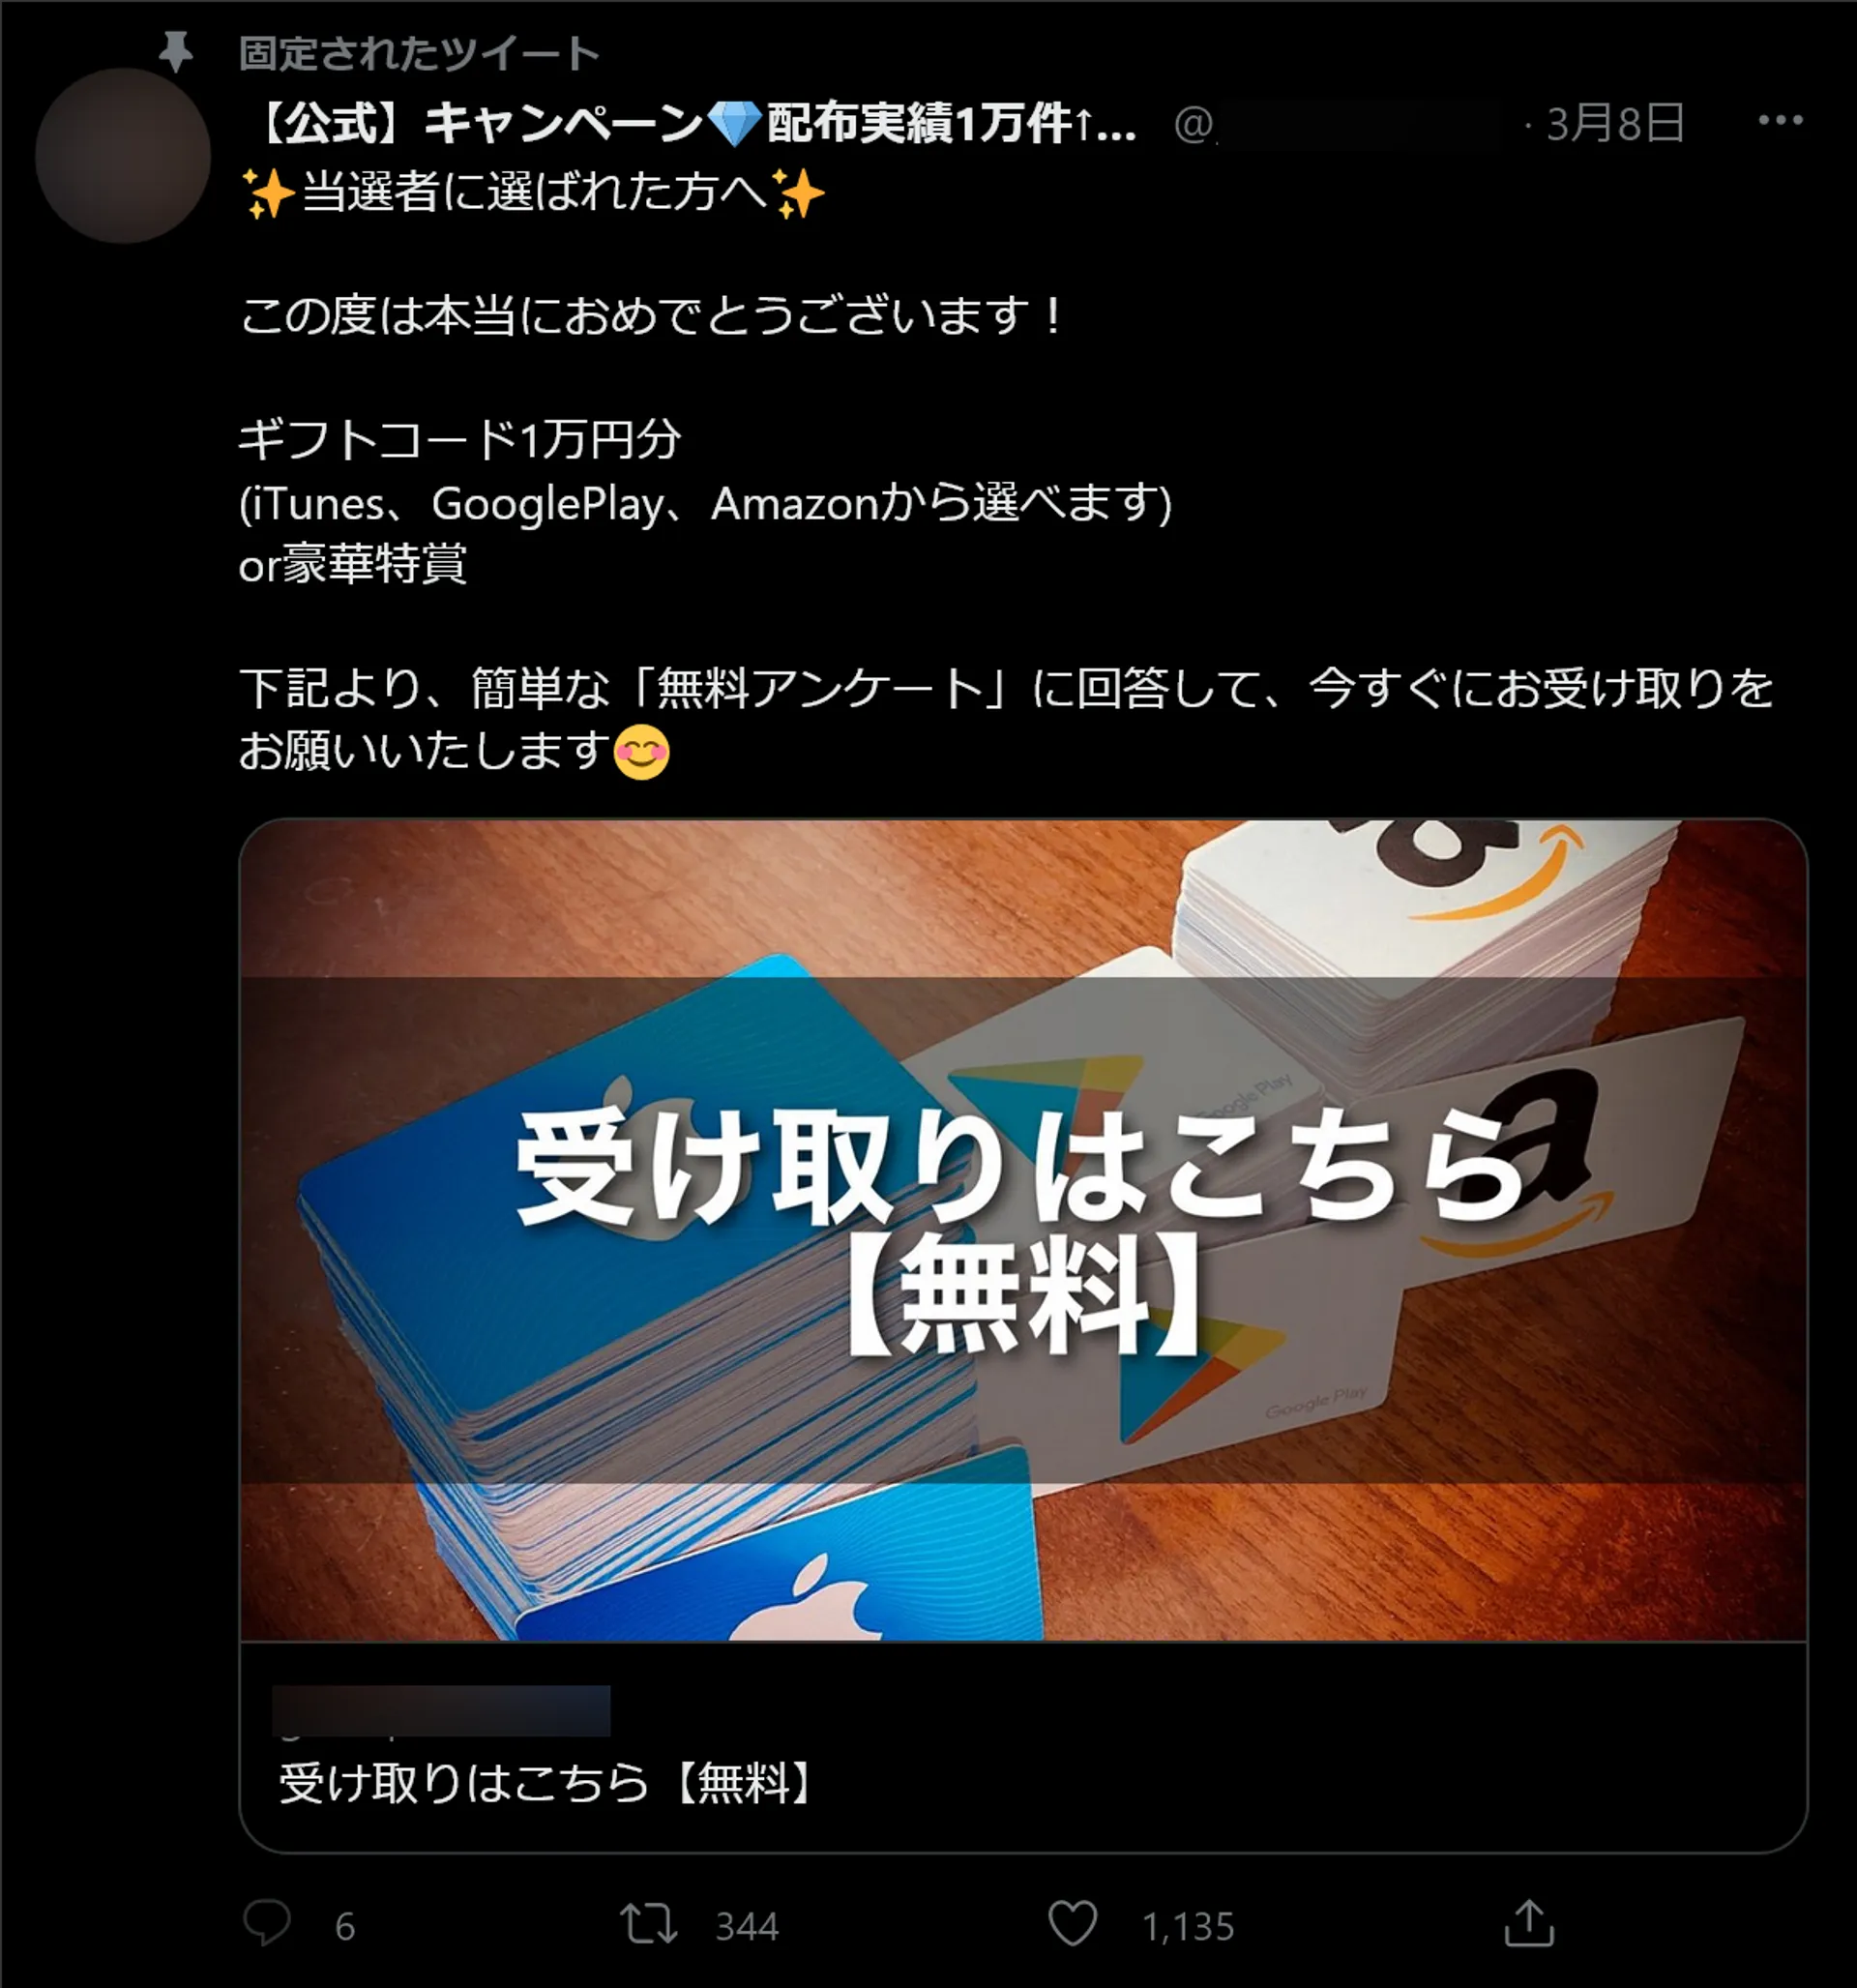 固定されたツイート
【公式】キャンペーン💎配布実績1万件↑... @ · 3月8日
✨当選者に選ばれた方へ✨
この度は本当におめでとうございます！
ギフトコード1万円分
(iTunes、GooglePlay、Amazonから選べます)
or豪華特賞
下記より、簡単な「無料アンケート」に回答して、今すぐにお受け取りを
お願いいたします😊
a
Google Play
a
受け取りはこちら
【無料】
Google Play
受け取りはこちら【無料】
6 344 1,135